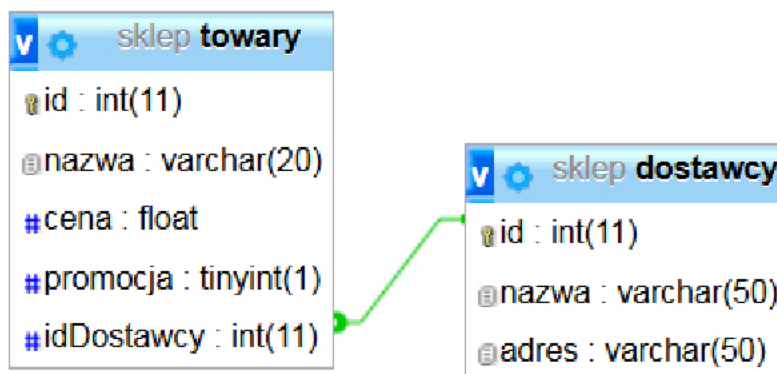 v sklep towary
id : int(11)
nazwa : varchar(20)
#cena : float
#promocja : tinyint(1)
#idDostawcy : int(11)
v sklep dostawcy
id : int(11)
nazwa : varchar(50)
adres : varchar(50)